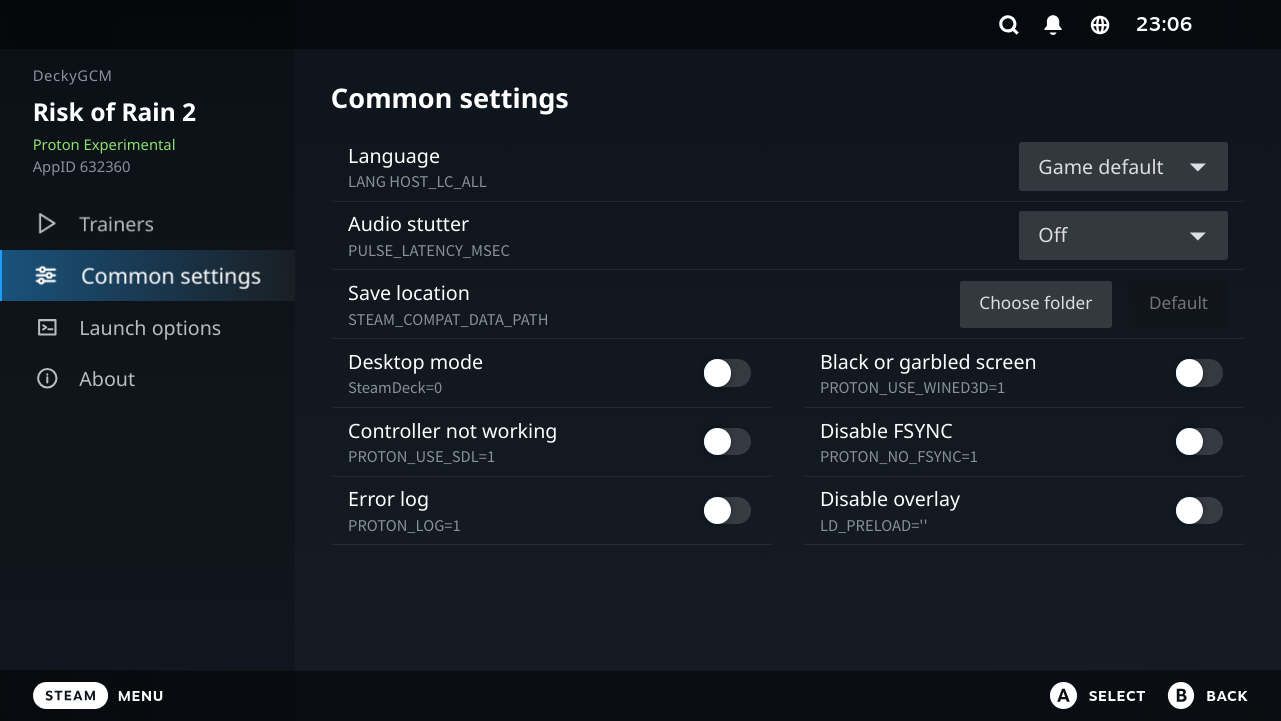 23:06
DeckyGCM
Risk of Rain 2
Proton Experimental
AppID 632360
Trainers
Common settings
Launch options
About
Common settings
Language
LANG HOST_LC_ALL
Game default
Audio stutter
PULSE_LATENCY_MSEC
Off
Save location
STEAM_COMPAT_DATA_PATH
Choose folder
Default
Desktop mode
SteamDeck=0
Black or garbled screen
PROTON_USE_WINED3D=1
Controller not working
PROTON_USE_SDL=1
Disable FSYNC
PROTON_NO_FSYNC=1
Error log
PROTON_LOG=1
Disable overlay
LD_PRELOAD=''
STEAM MENU
A SELECT B BACK